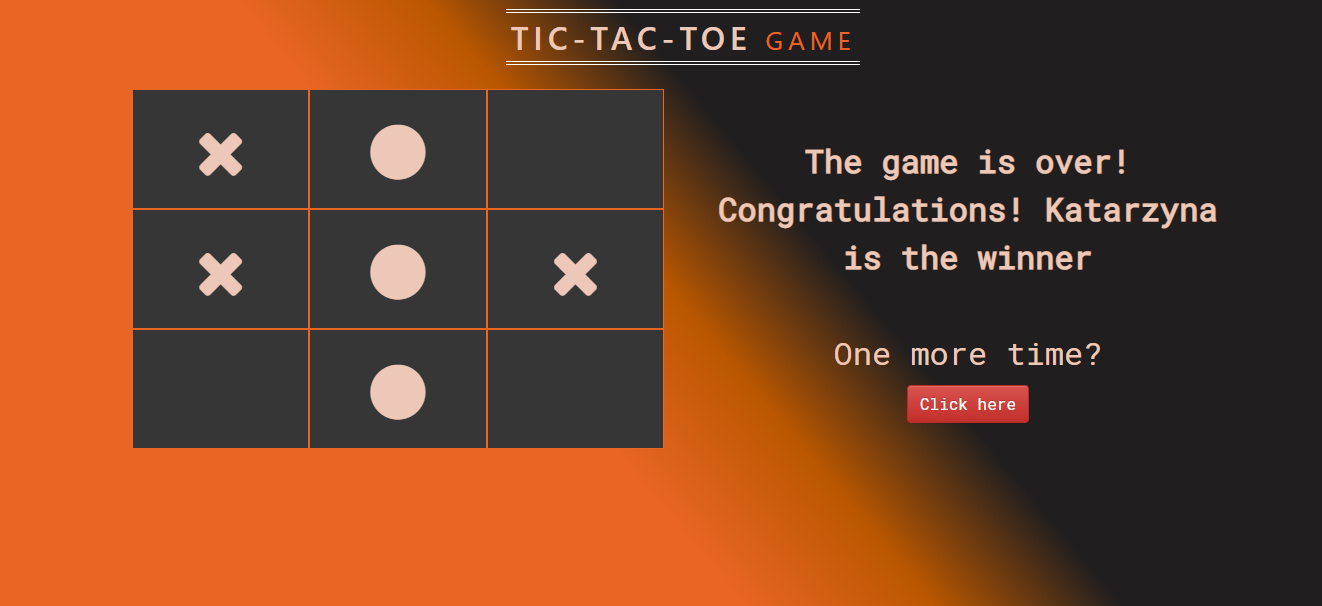 TIC-TAC-TOE GAME
The game is over!
Congratulations! Katarzyna
is the winner
One more time?
Click here